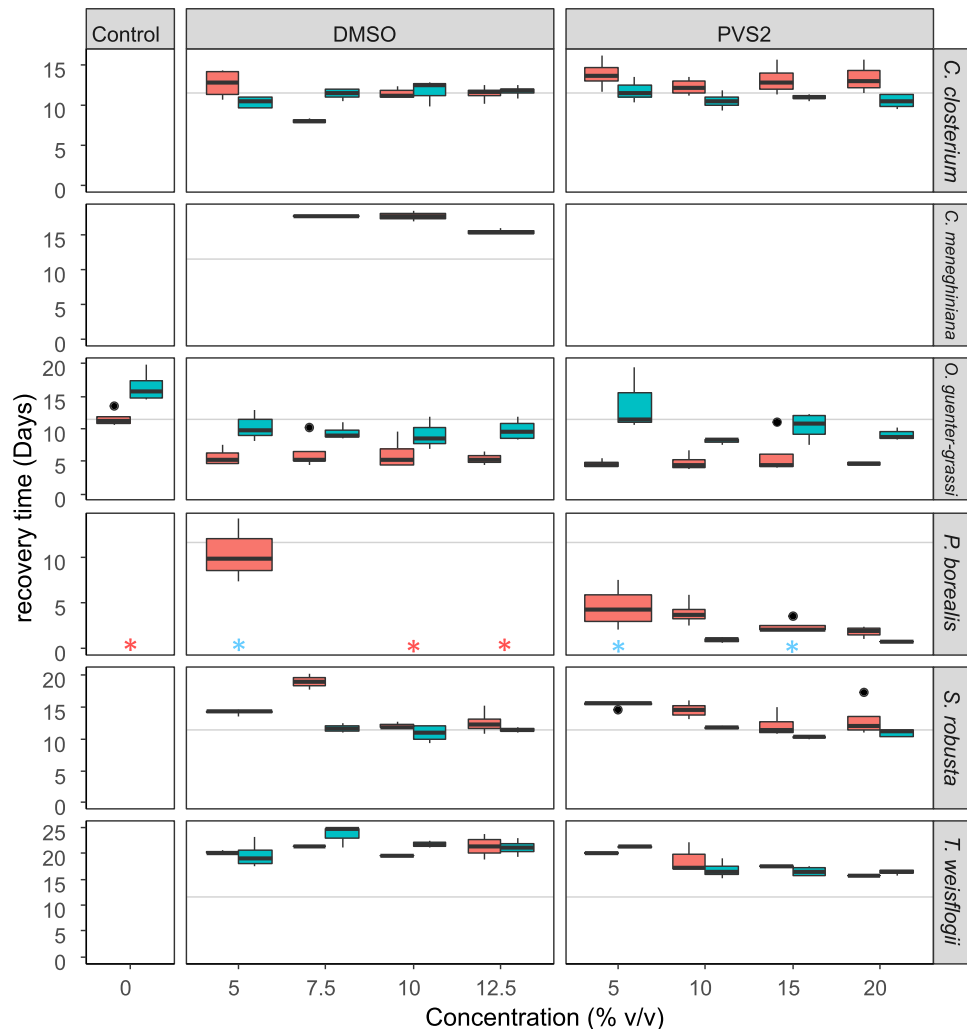 Control DMSO PVS2
15
10
5
0
C. closterium
15
10
5
0
C. meneghiniana
20
15
10
5
0
O. guenter-grassi
10
5
0
* * * * * *
P. borealis
20
15
10
5
0
S. robusta
25
20
15
10
5
0
T. weisflogii
recovery time (Days)
0 5 7.5 10 12.5 5 10 15 20
Concentration (% v/v)